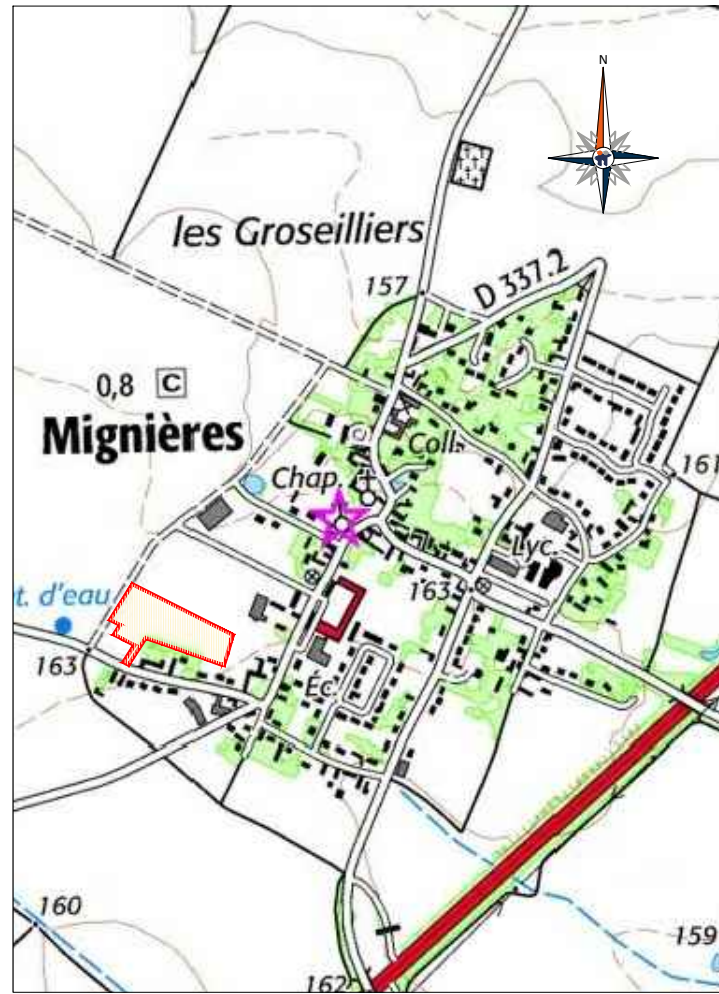 N
les Groseilliers
157
D 337.2
0,8 C
Mignières
Coll.
161
Chap.
Lyc.
163
pt. d'eau
163
Éc.
160
159
162